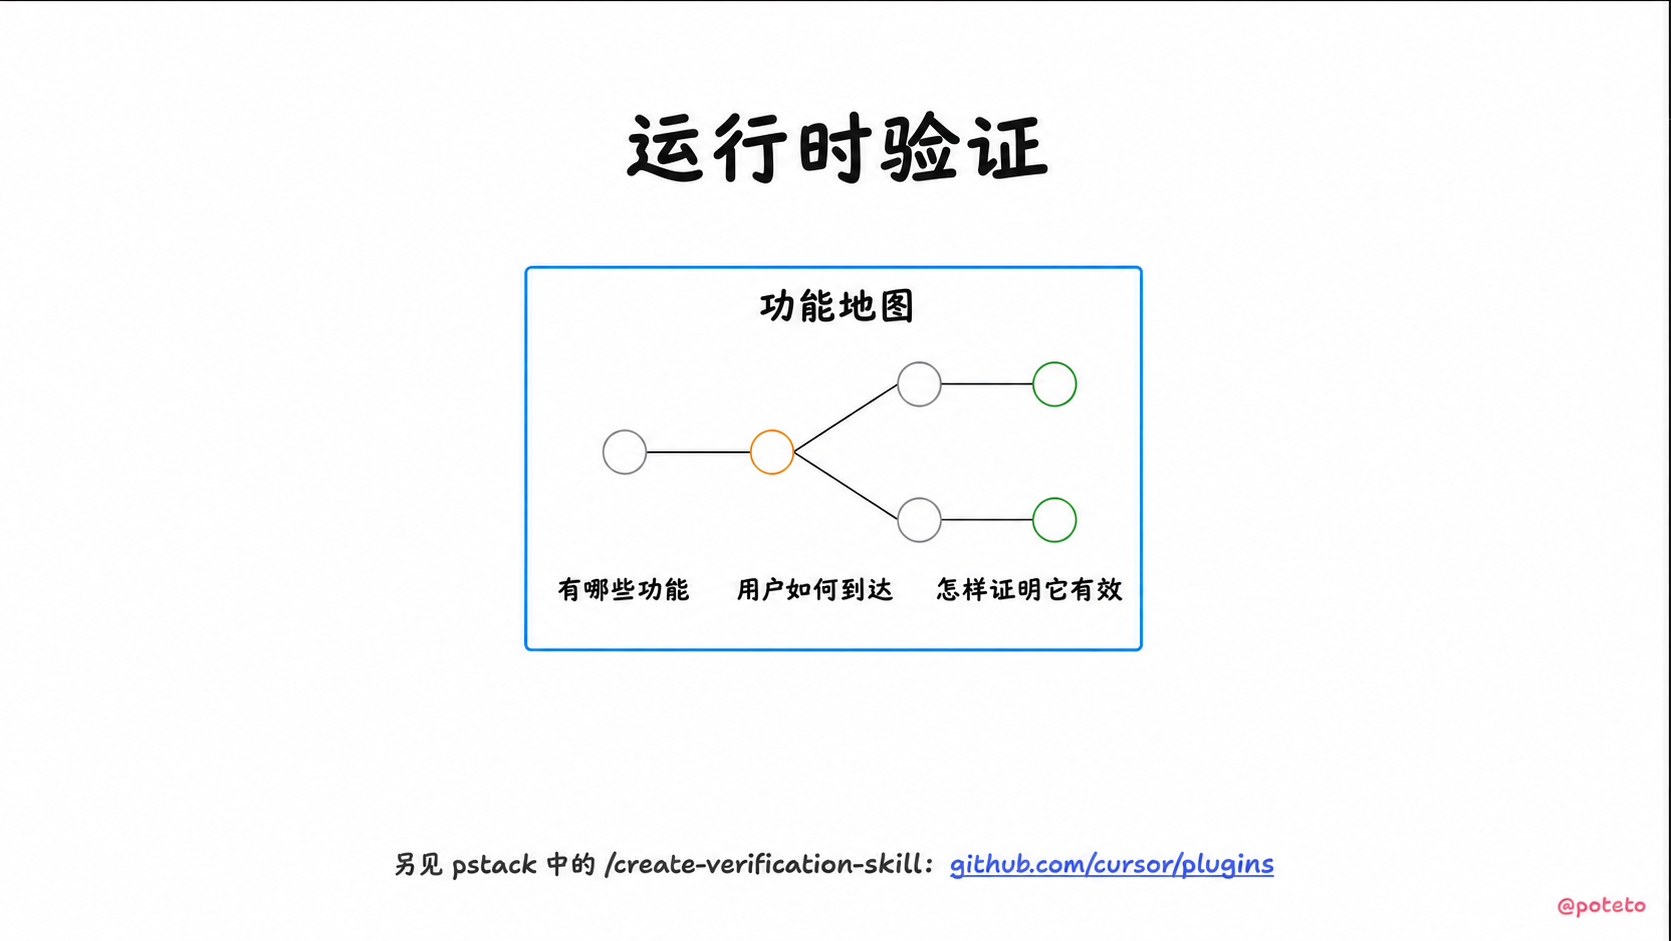 运行时验证
功能地图
有哪些功能 用户如何到达 怎样证明它有效
另见 pstack 中的 /create-verification-skill：github.com/cursor/plugins
@poteto